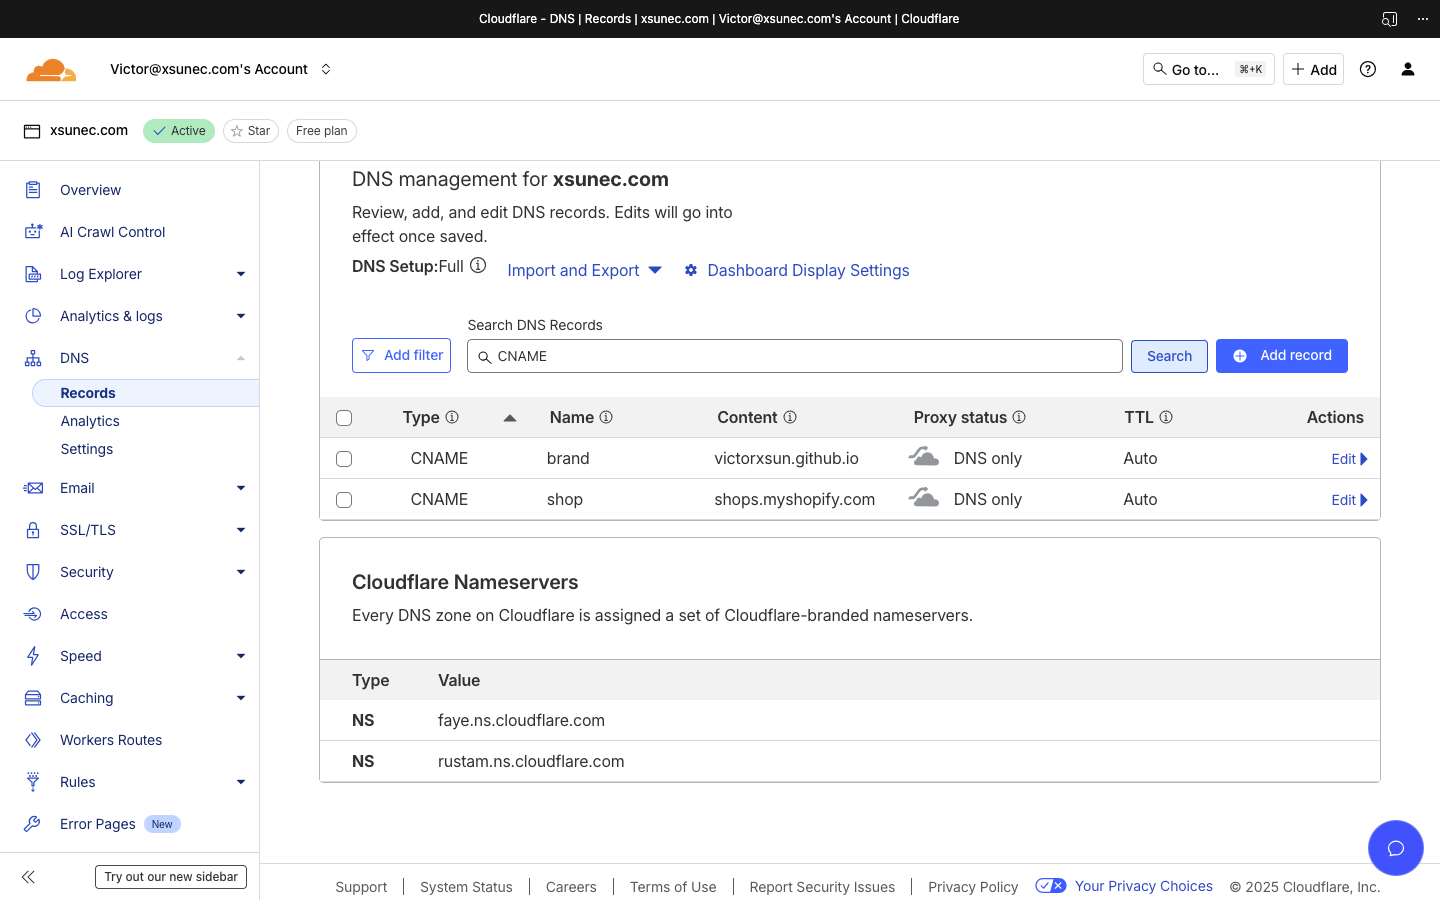 Cloudflare - DNS | Records | xsunec.com | Victor@xsunec.com's Account | Cloudflare
Victor@xsunec.com's Account
Go to... ⌘+K
Add
xsunec.com
Active
Star
Free plan
Overview
AI Crawl Control
Log Explorer
Analytics & logs
DNS
Records
Analytics
Settings
Email
SSL/TLS
Security
Access
Speed
Caching
Workers Routes
Rules
Error Pages New
Try out our new sidebar
DNS management for xsunec.com
Review, add, and edit DNS records. Edits will go into
effect once saved.
DNS Setup:Full
Import and Export
Dashboard Display Settings
Search DNS Records
Add filter
CNAME
Search
Add record
Type Name Content Proxy status TTL Actions
CNAME brand victorxsun.github.io DNS only Auto Edit
CNAME shop shops.myshopify.com DNS only Auto Edit
Cloudflare Nameservers
Every DNS zone on Cloudflare is assigned a set of Cloudflare-branded nameservers.
Type Value
NS faye.ns.cloudflare.com
NS rustam.ns.cloudflare.com
Support System Status Careers Terms of Use Report Security Issues Privacy Policy Your Privacy Choices © 2025 Cloudflare, Inc.